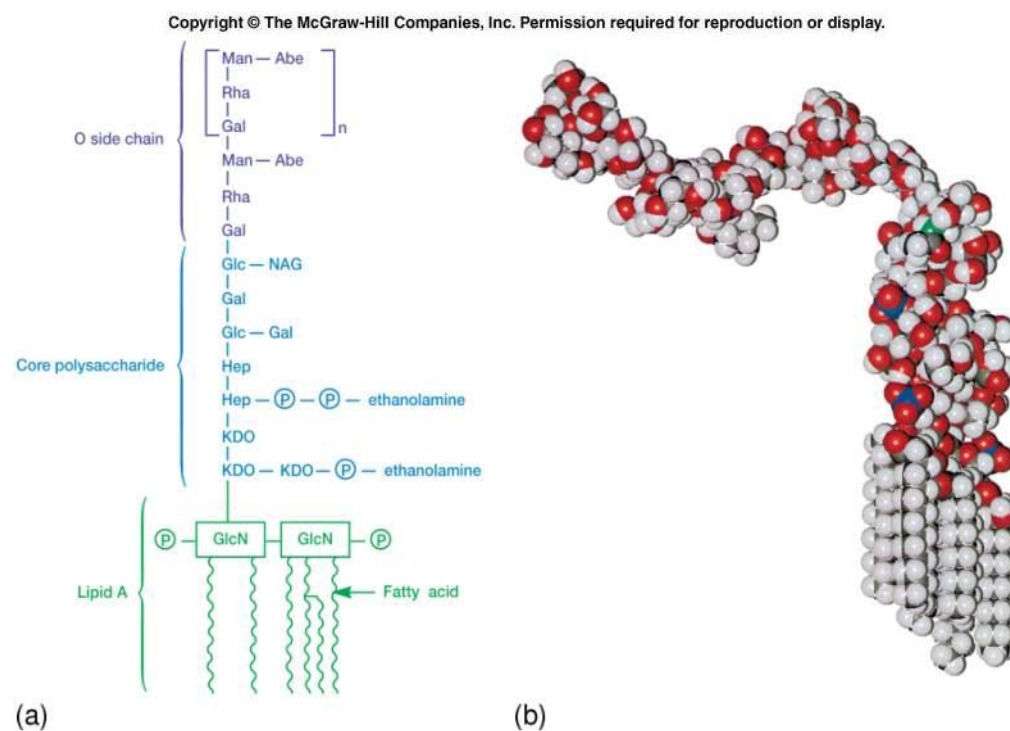 Copyright © The McGraw-Hill Companies, Inc. Permission required for reproduction or display.
Man — Abe
Rha
Gal
n
O side chain
Man — Abe
Rha
Gal
Glc — NAG
Gal
Glc — Gal
Core polysaccharide
Hep
Hep — P — P — ethanolamine
KDO
KDO — KDO — P — ethanolamine
P — GlcN — GlcN — P
Lipid A
Fatty acid
(a)
(b)